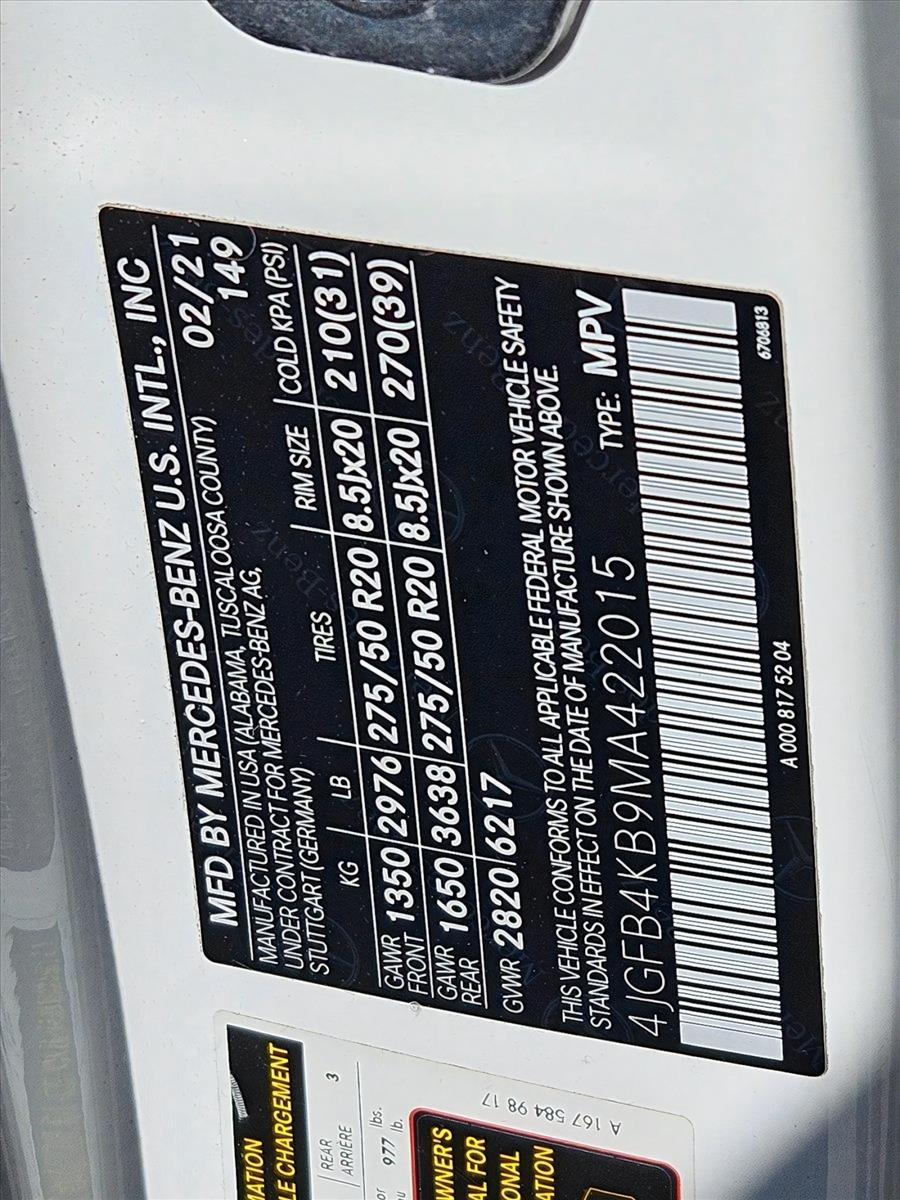 MFD BY MERCEDES-BENZ U.S. INTL., INC
MANUFACTURED IN USA (ALABAMA, TUSCALOOSA COUNTY) 02/21
UNDER CONTRACT FOR MERCEDES-BENZ AG, 149
STUTTGART (GERMANY)
KG LB TIRES RIM SIZE COLD KPA (PSI)
GAWR FRONT 1350 2976 275/50 R20 8.5Jx20 210(31)
GAWR REAR 1650 3638 275/50 R20 8.5Jx20 270(39)
GWR 2820 6217
THIS VEHICLE CONFORMS TO ALL APPLICABLE FEDERAL MOTOR VEHICLE SAFETY
STANDARDS IN EFFECT ON THE DATE OF MANUFACTURE SHOWN ABOVE.
4JGFB4KB9MA422015 TYPE: MPV
A 000 817 52 04 6706813
LE CHARGEMENT
REAR
ARRIÈRE 3
977 lbs.
lb.
A 167 584 98 17
FOR